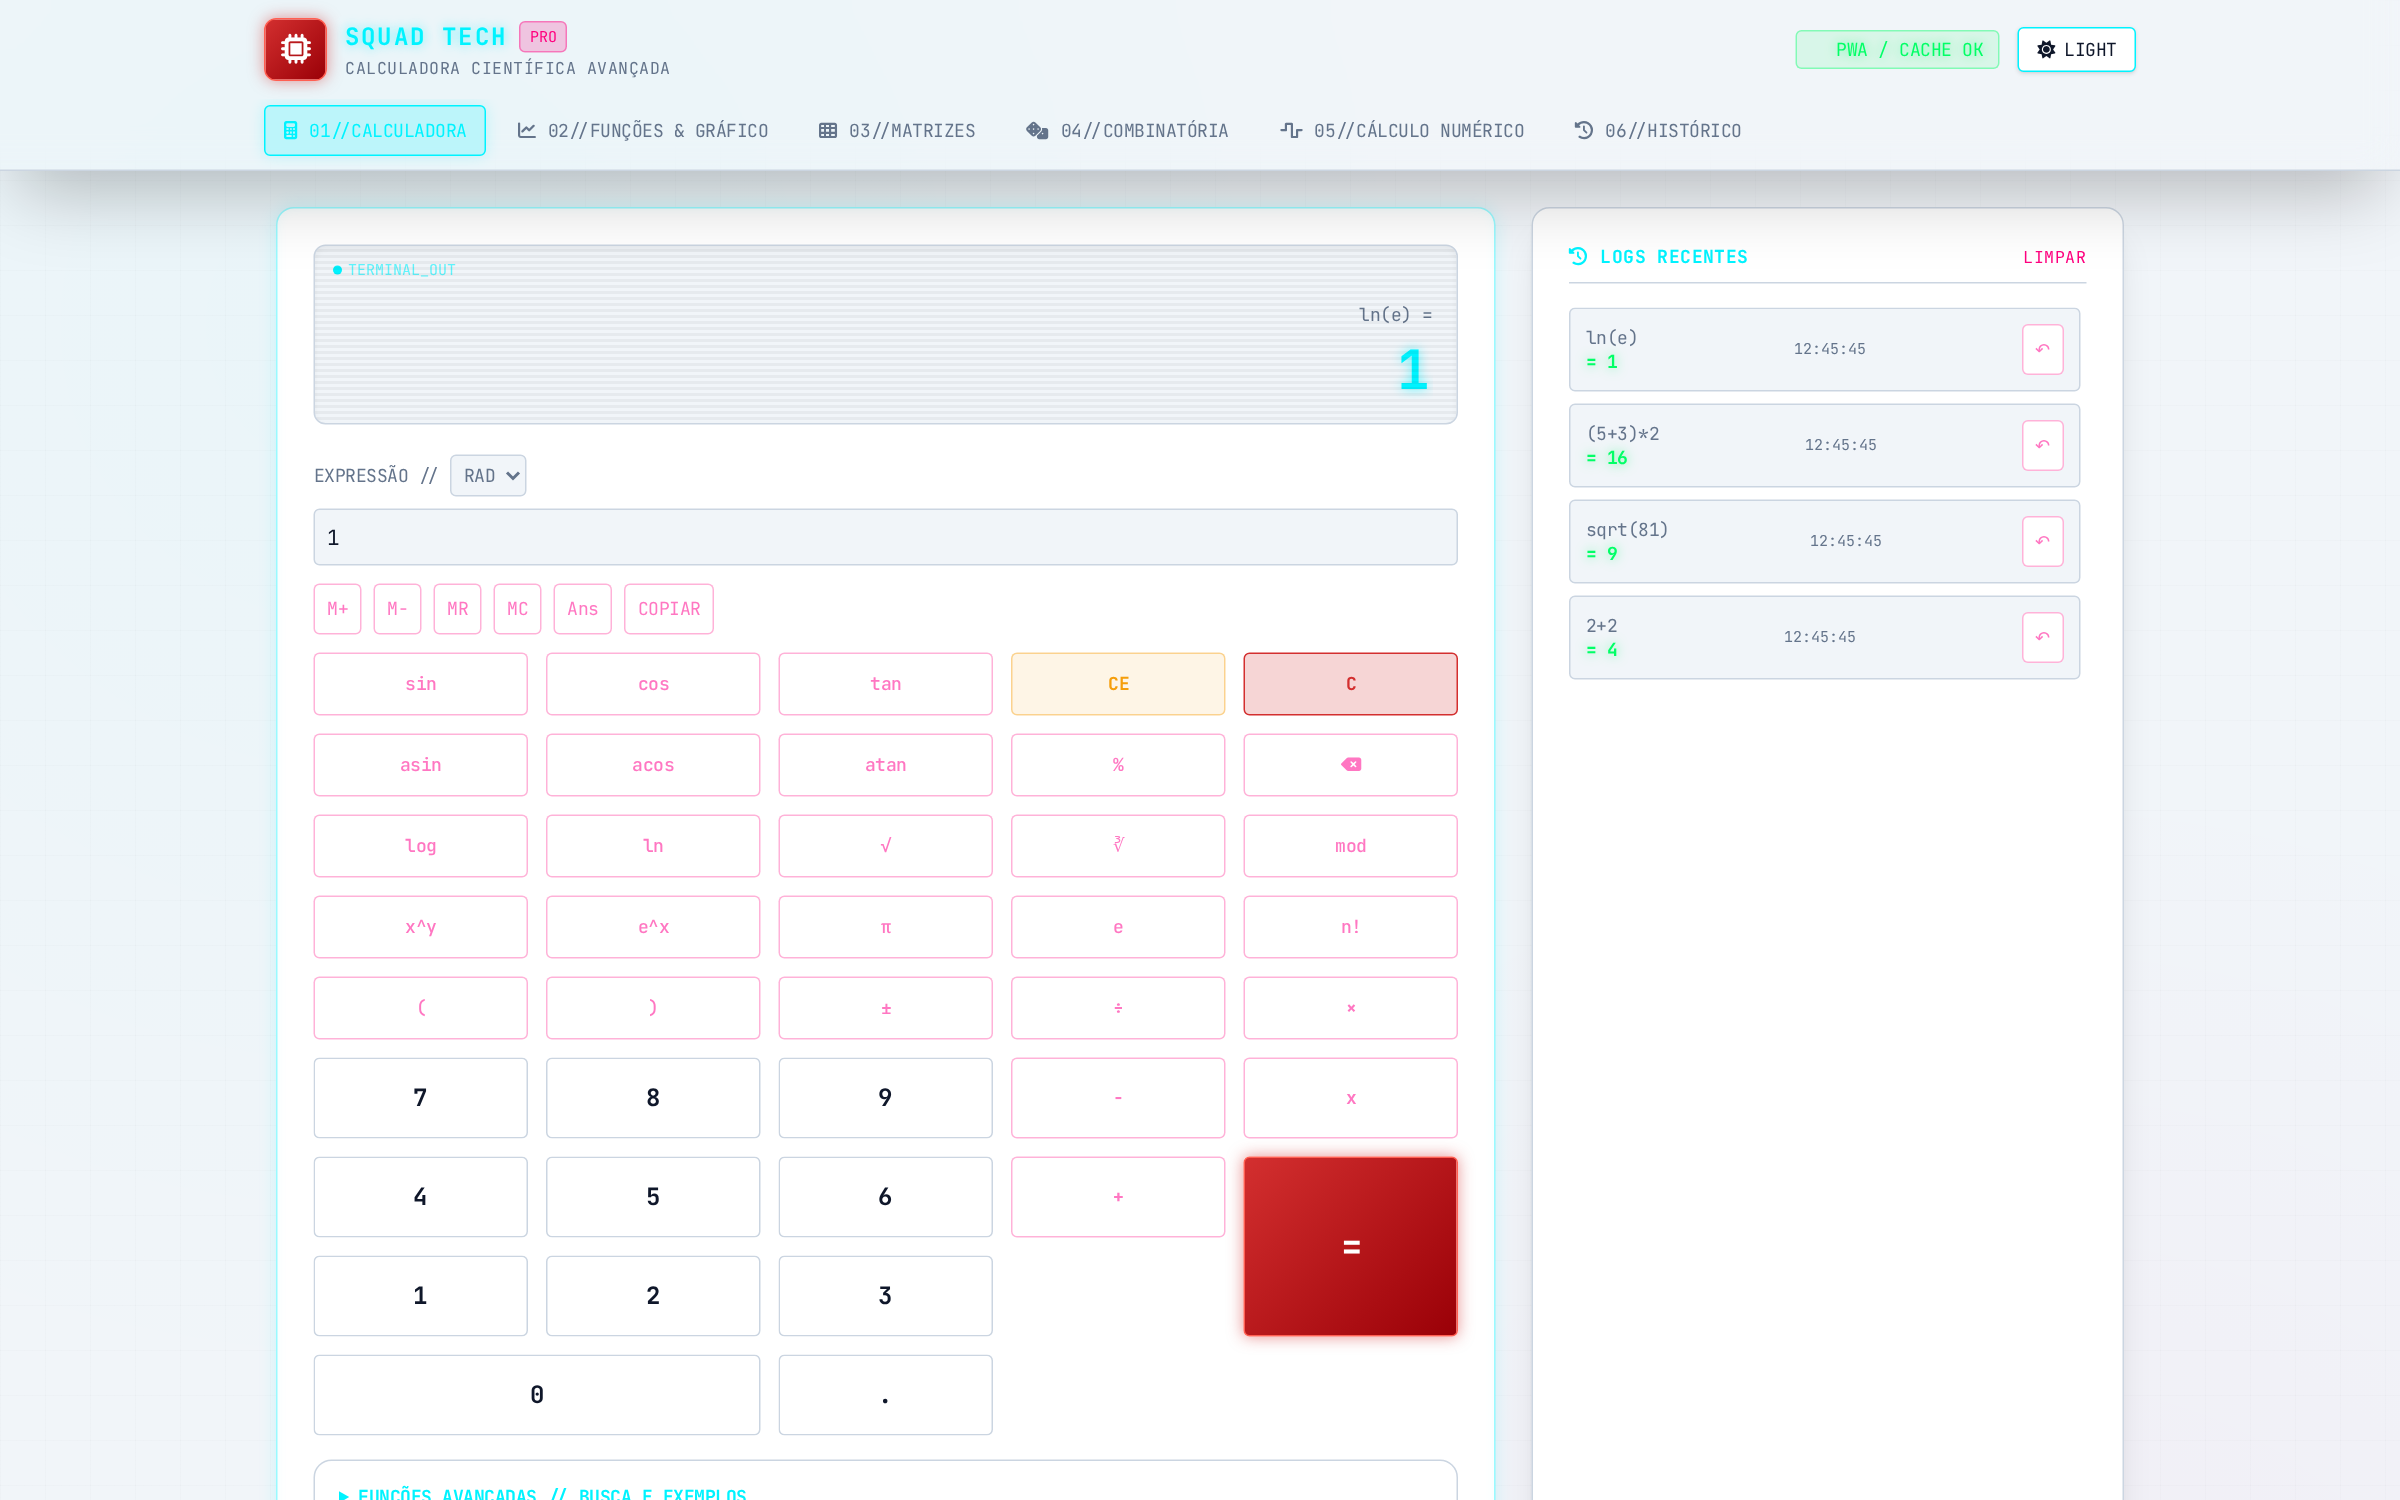 SQUAD TECH PRO
CALCULADORA CIENTÍFICA AVANÇADA
PWA / CACHE OK
LIGHT
01//CALCULADORA
02//FUNÇÕES & GRÁFICO
03//MATRIZES
04//COMBINATÓRIA
05//CÁLCULO NUMÉRICO
06//HISTÓRICO
TERMINAL_OUT
ln(e) =
1
EXPRESSÃO // RAD
1
M+ M- MR MC Ans COPIAR
sin cos tan CE C
asin acos atan %
log ln √ ∛ mod
x^y e^x π e n!
( ) ± ÷ ×
7 8 9 - x
4 5 6 + =
1 2 3
0 .
▶ FUNÇÕES AVANÇADAS // BUSCA E EXEMPLOS
LOGS RECENTES
LIMPAR
ln(e)
= 1
12:45:45
↶
(5+3)*2
= 16
12:45:45
↶
sqrt(81)
= 9
12:45:45
↶
2+2
= 4
12:45:45
↶